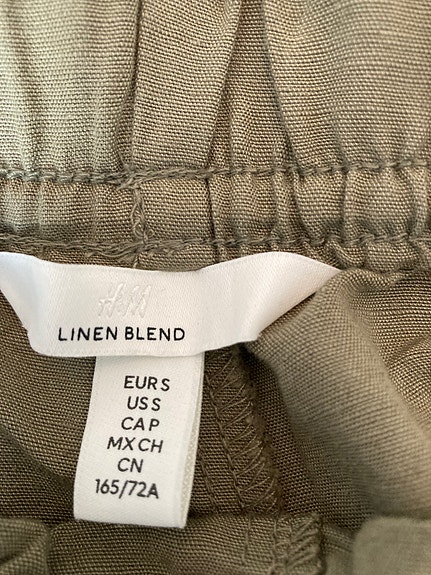 H&M
LINEN BLEND
EUR S
US S
CA P
MX CH
CN
165/72A